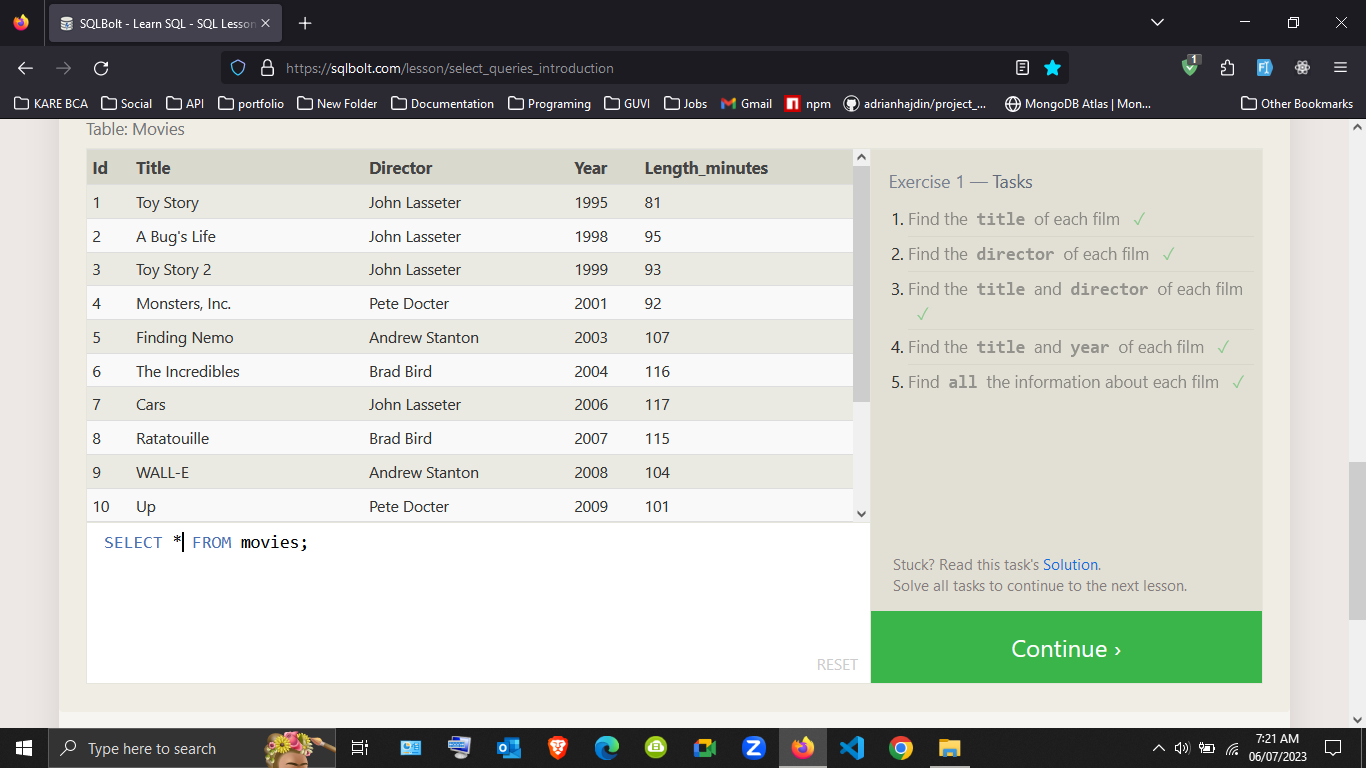 SQLBolt - Learn SQL - SQL Lesson
https://sqlbolt.com/lesson/select_queries_introduction
1
KARE BCA Social API portfolio New Folder Documentation Programing GUVI Jobs Gmail npm adrianhajdin/project_... MongoDB Atlas | Mon... Other Bookmarks
Table: Movies
Id Title Director Year Length_minutes
1 Toy Story John Lasseter 1995 81
2 A Bug's Life John Lasseter 1998 95
3 Toy Story 2 John Lasseter 1999 93
4 Monsters, Inc. Pete Docter 2001 92
5 Finding Nemo Andrew Stanton 2003 107
6 The Incredibles Brad Bird 2004 116
7 Cars John Lasseter 2006 117
8 Ratatouille Brad Bird 2007 115
9 WALL-E Andrew Stanton 2008 104
10 Up Pete Docter 2009 101
SELECT * FROM movies;
RESET
Exercise 1 — Tasks
1. Find the title of each film ✓
2. Find the director of each film ✓
3. Find the title and director of each film
✓
4. Find the title and year of each film ✓
5. Find all the information about each film ✓
Stuck? Read this task's Solution.
Solve all tasks to continue to the next lesson.
Continue ›
Type here to search
7:21 AM
06/07/2023